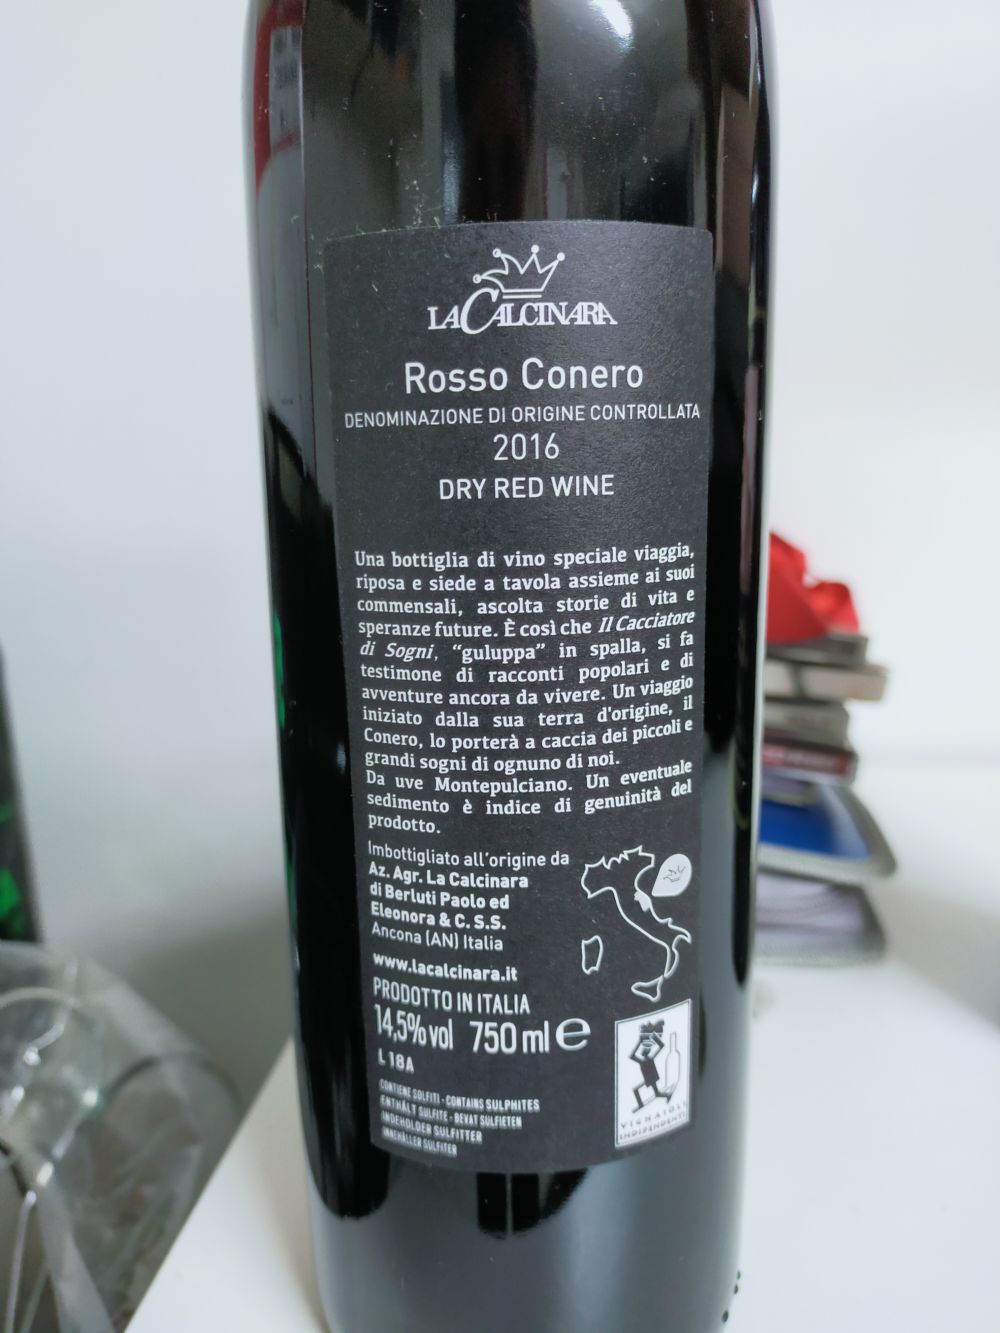 LA CALCINARA
Rosso Conero
DENOMINAZIONE DI ORIGINE CONTROLLATA
2016
DRY RED WINE
Una bottiglia di vino speciale viaggia,
riposa e siede a tavola assieme ai suoi
commensali, ascolta storie di vita e
speranze future. È così che Il Cacciatore
di Sogni, “guluppa” in spalla, si fa
testimone di racconti popolari e di
avventure ancora da vivere. Un viaggio
iniziato dalla sua terra d'origine, il
Conero, lo porterà a caccia dei piccoli e
grandi sogni di ognuno di noi.
Da uve Montepulciano. Un eventuale
sedimento è indice di genuinità del
prodotto.
Imbottigliato all'origine da
Az. Agr. La Calcinara
di Berluti Paolo ed
Eleonora & C. S.S.
Ancona (AN) Italia
www.lacalcinara.it
PRODOTTO IN ITALIA
14,5% vol 750 ml e
L 18A
CONTIENE SOLFITI - CONTAINS SULPHITES
ENTHÄLT SULFITE - BEVAT SULFIETEN
INDEHOLDER SULFITTER
INNEHÅLLER SULFITER
VIGNAIOLI
INDIPENDENTI